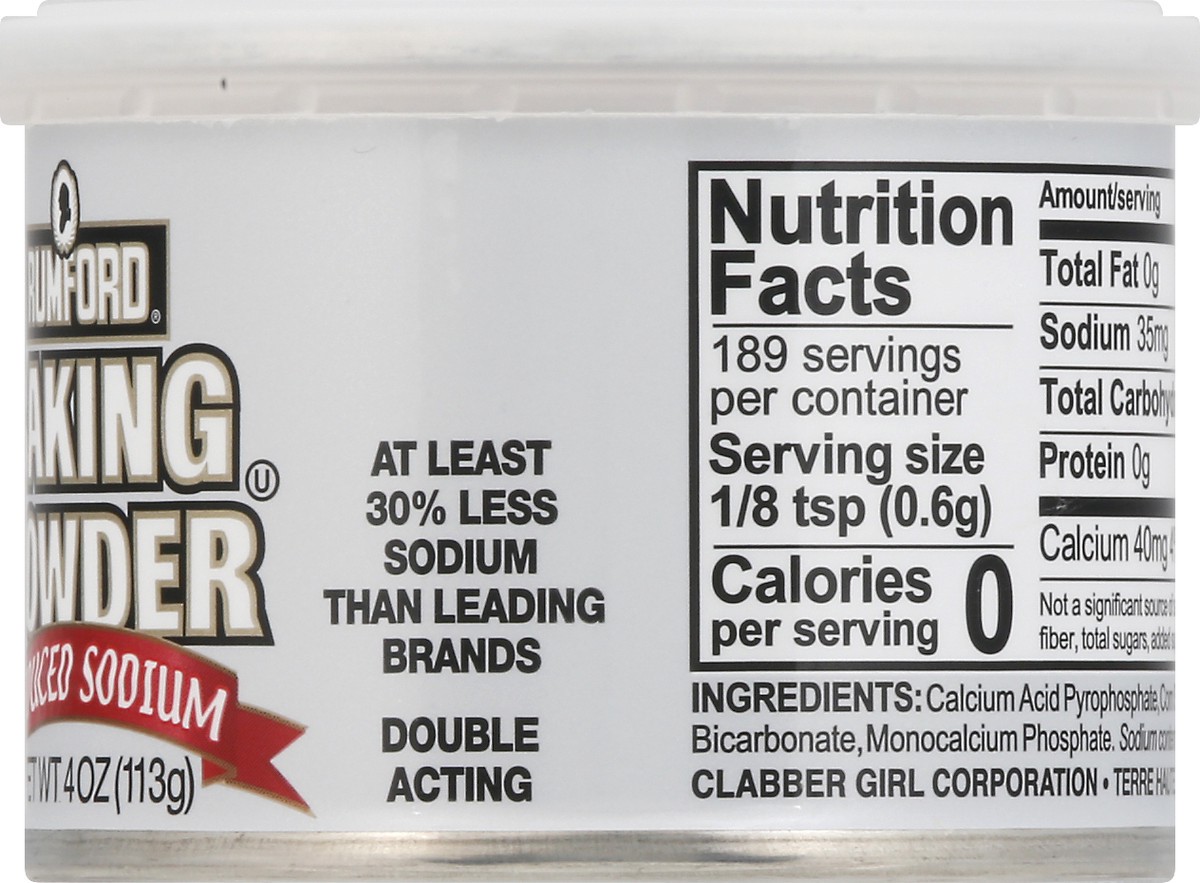 RUMFORD®
AKING
OWDER
U
UCED SODIUM
ET WT 4 OZ (113g)
AT LEAST
30% LESS
SODIUM
THAN LEADING
BRANDS
DOUBLE
ACTING
Nutrition
Facts
189 servings
per container
Serving size
1/8 tsp (0.6g)
Calories
per serving 0
Amount/serving
Total Fat 0g
Sodium 35mg
Total Carbohyd
Protein 0g
Calcium 40mg
Not a significant source of
fiber, total sugars, added
INGREDIENTS: Calcium Acid Pyrophosphate,
Bicarbonate, Monocalcium Phosphate. Sodium
CLABBER GIRL CORPORATION • TERRE